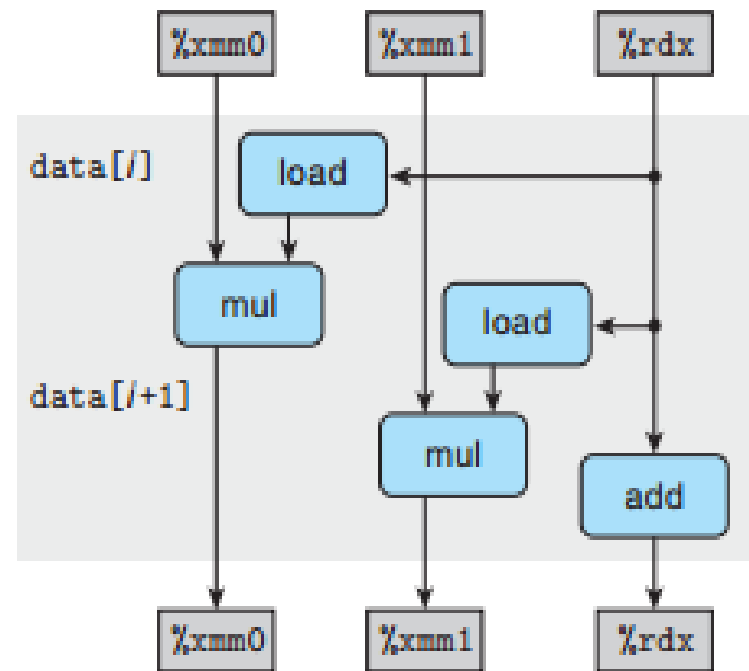 %xmm0 %xmm1 %rdx
data[i] load
mul load
data[i+1]
mul
add
%xmm0 %xmm1 %rdx